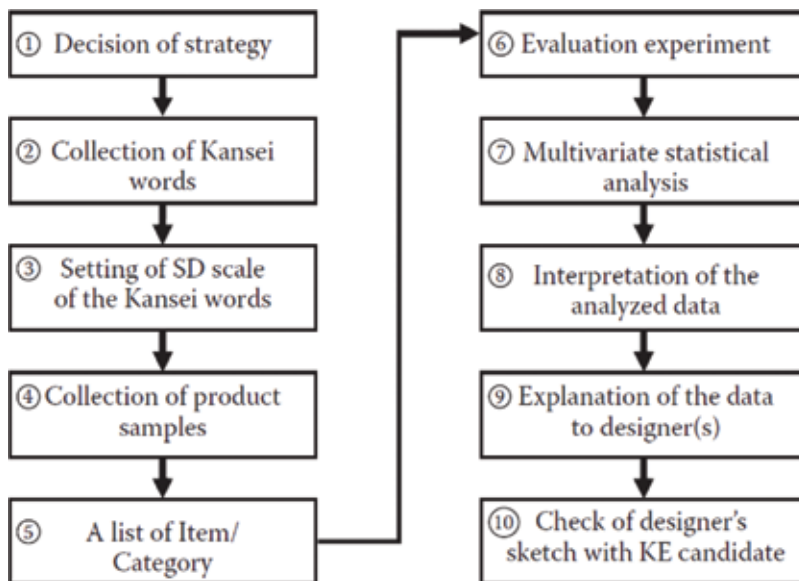 ① Decision of strategy
② Collection of Kansei
words
③ Setting of SD scale
of the Kansei words
④ Collection of product
samples
⑤ A list of Item/
Category
⑥ Evaluation experiment
⑦ Multivariate statistical
analysis
⑧ Interpretation of the
analyzed data
⑨ Explanation of the data
to designer(s)
⑩ Check of designer's
sketch with KE candidate